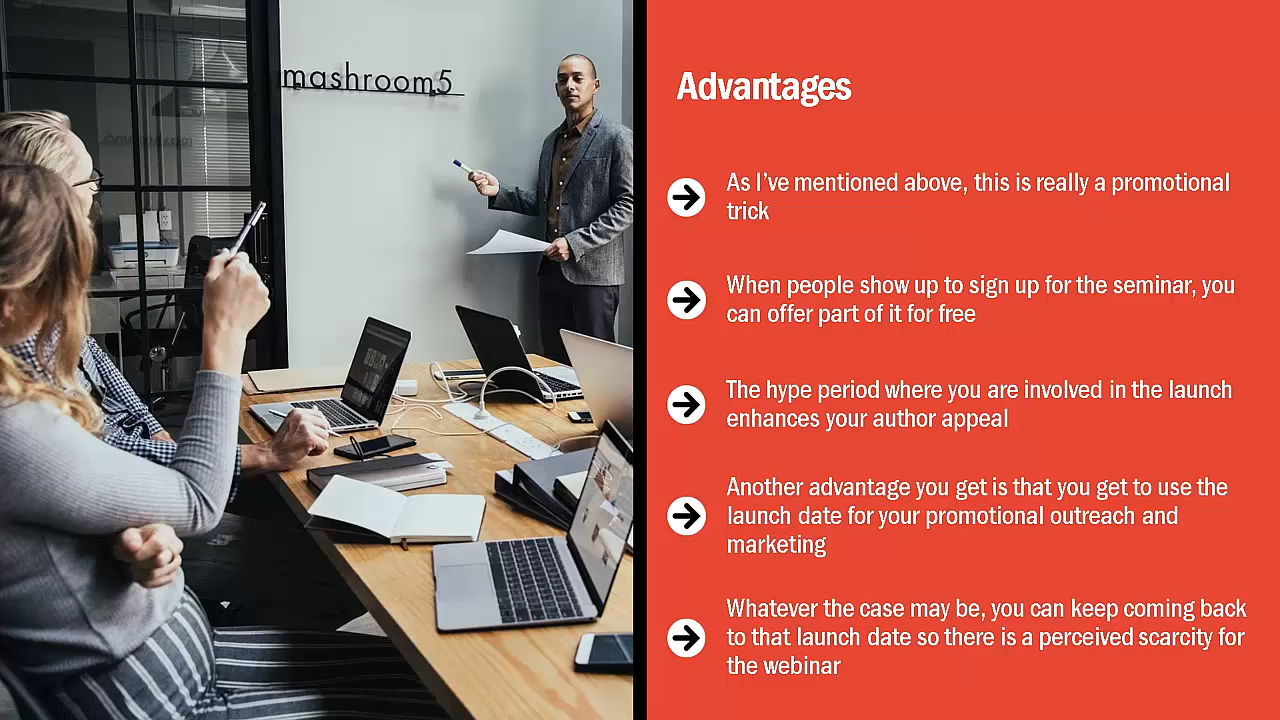 mashroom5
Advantages
As I've mentioned above, this is really a promotional
trick
When people show up to sign up for the seminar, you
can offer part of it for free
The hype period where you are involved in the launch
enhances your author appeal
Another advantage you get is that you get to use the
launch date for your promotional outreach and
marketing
Whatever the case may be, you can keep coming back
to that launch date so there is a perceived scarcity for
the webinar